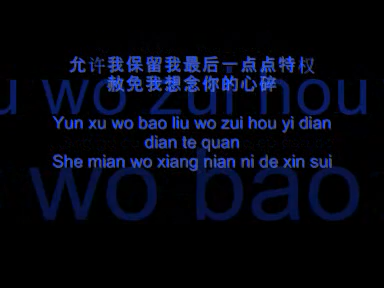 允许我保留我最后一点点特权
赦免我想念你的心碎
u wo zui hou
Yun xu wo bao liu wo zui hou yi dian
dian te quan
She mian wo xiang nian ni de xin sui
wo bao